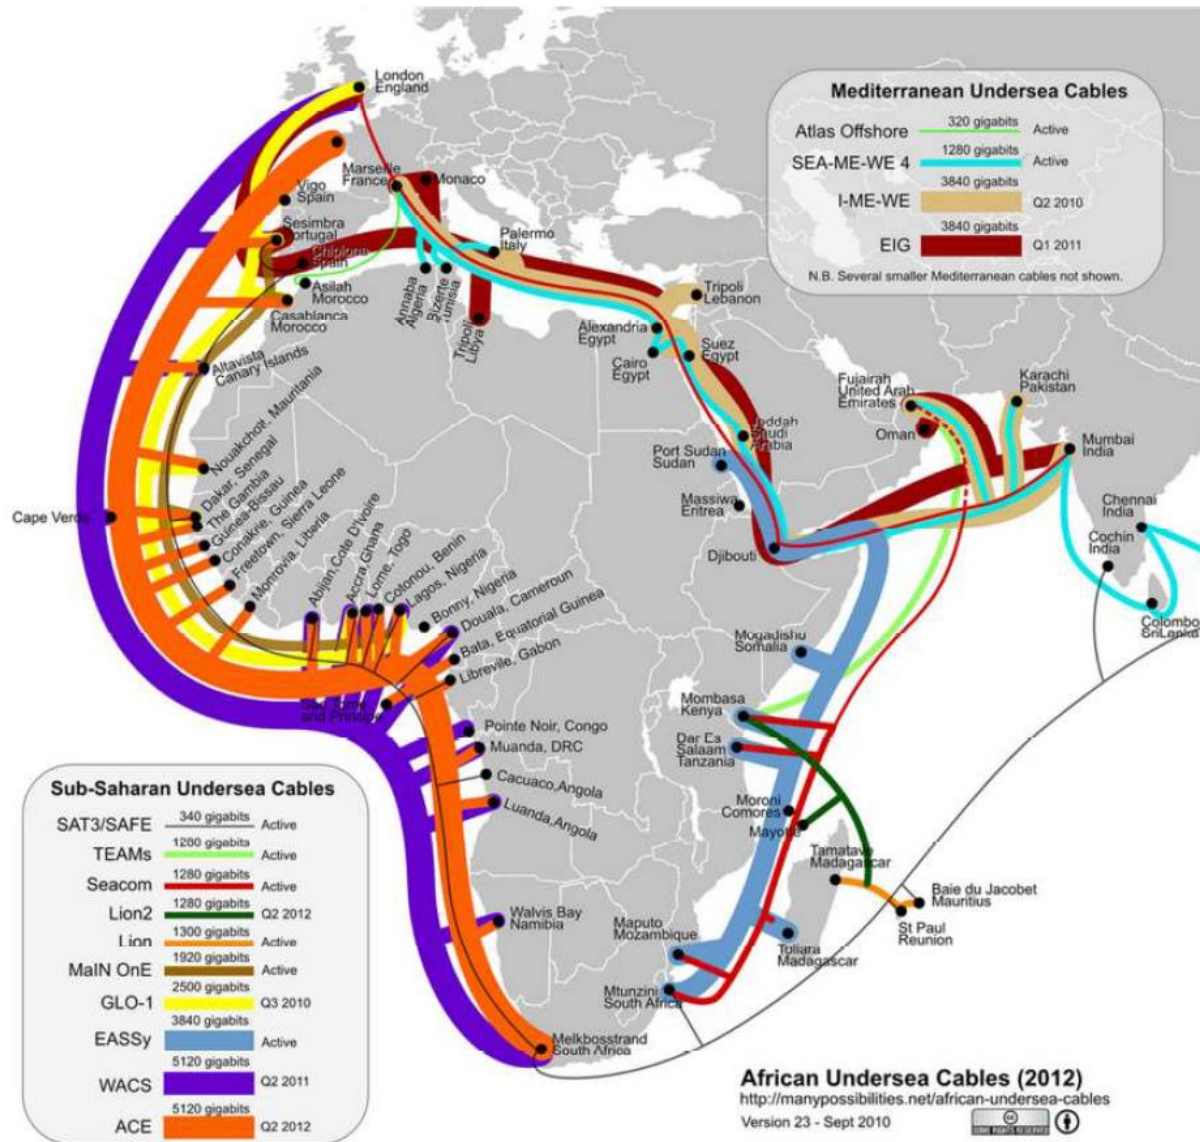 London
England
Marseille
France
Monaco
Vigo
Spain
Sesimbra
Portugal
Chipiona
Spain
Asilah
Morocco
Casablanca
Morocco
Palermo
Italy
Annaba
Algeria
Bizerte
Tunisia
Tripoli
Libya
Tripoli
Lebanon
Alexandria
Egypt
Cairo
Egypt
Suez
Egypt
Altavista
Canary Islands
Jeddah
Saudi
Arabia
Port Sudan
Sudan
Massiwa
Eritrea
Djibouti
Fujairah
United Arab
Emirates
Oman
Karachi
Pakistan
Mumbai
India
Chennai
India
Cochin
India
Colombo
SriLanka
Nouakchott, Mauritania
Dakar, Senegal
The Gambia
Guinea-Bissau
Conakrie, Guinea
Freetown, Sierra Leone
Monrovia, Liberia
Cape Verde
Abijan,Cote D'Ivoire
Accra,Ghana
Lome, Togo
Cotonou, Benin
Lagos, Nigeria
Bonny, Nigeria
Douala, Cameroun
Bata, Equatorial Guinea
Librevile, Gabon
Sao Tome
and Principe
Pointe Noir, Congo
Muanda, DRC
Cacuaco,Angola
Luanda,Angola
Walvis Bay
Namibia
Melkbosstrand
South Africa
Mogadishu
Somalia
Mombasa
Kenya
Dar Es
Salaam
Tanzania
Moroni
Comores
Mayotte
Tamatave
Madagascar
Baie du Jacobet
Mauritius
St Paul
Reunion
Maputo
Mozambique
Toliara
Madagascar
Mtunzini
South Africa
Mediterranean Undersea Cables
Atlas Offshore 320 gigabits Active
SEA-ME-WE 4 1280 gigabits Active
I-ME-WE 3840 gigabits Q2 2010
EIG 3840 gigabits Q1 2011
N.B. Several smaller Mediterranean cables not shown.
Sub-Saharan Undersea Cables
SAT3/SAFE 340 gigabits Active
TEAMs 1280 gigabits Active
Seacom 1280 gigabits Active
Lion2 1280 gigabits Q2 2012
Lion 1300 gigabits Active
MaIN OnE 1920 gigabits Active
GLO-1 2500 gigabits Q3 2010
EASSy 3840 gigabits Active
WACS 5120 gigabits Q2 2011
ACE 5120 gigabits Q2 2012
African Undersea Cables (2012)
http://manypossibilities.net/african-undersea-cables
Version 23 - Sept 2010
cc
SOME RIGHTS RESERVED